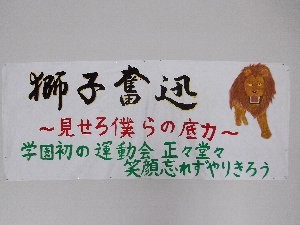 獅子奮迅
～見せろ僕らの底力～
学園初の運動会 正々堂々
笑顔忘れずやりきろう